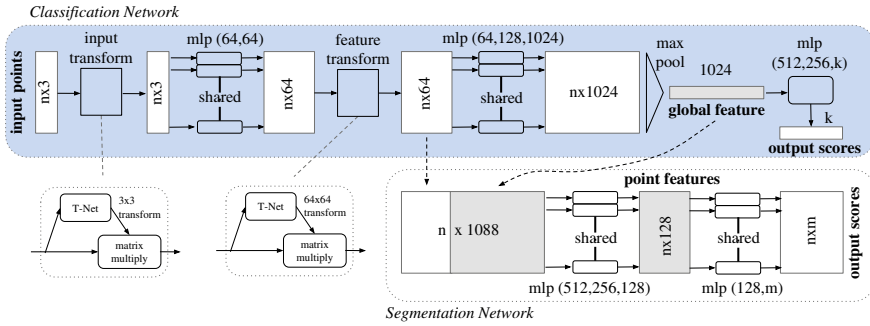 Classification Network
input points
nx3
input
transform
nx3
mlp (64,64)
shared
nx64
feature
transform
nx64
mlp (64,128,1024)
shared
nx1024
max
pool
1024
global feature
mlp
(512,256,k)
k
output scores
T-Net
3x3
transform
matrix
multiply
T-Net
64x64
transform
matrix
multiply
point features
n x 1088
shared
mlp (512,256,128)
nx128
shared
mlp (128,m)
nxm
output scores
Segmentation Network